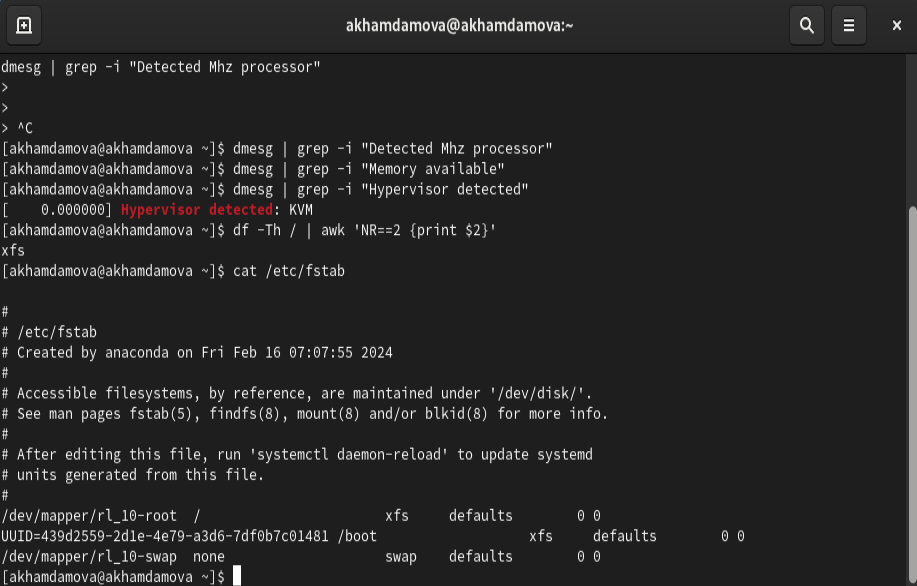 akhamdamova@akhamdamova:~
dmesg | grep -i "Detected Mhz processor"
>
>
> ^C
[akhamdamova@akhamdamova ~]$ dmesg | grep -i "Detected Mhz processor"
[akhamdamova@akhamdamova ~]$ dmesg | grep -i "Memory available"
[akhamdamova@akhamdamova ~]$ dmesg | grep -i "Hypervisor detected"
[    0.000000] Hypervisor detected: KVM
[akhamdamova@akhamdamova ~]$ df -Th / | awk 'NR==2 {print $2}'
xfs
[akhamdamova@akhamdamova ~]$ cat /etc/fstab

#
# /etc/fstab
# Created by anaconda on Fri Feb 16 07:07:55 2024
#
# Accessible filesystems, by reference, are maintained under '/dev/disk/'.
# See man pages fstab(5), findfs(8), mount(8) and/or blkid(8) for more info.
#
# After editing this file, run 'systemctl daemon-reload' to update systemd
# units generated from this file.
#
/dev/mapper/rl_10-root  /                       xfs     defaults        0 0
UUID=439d2559-2d1e-4e79-a3d6-7df0b7c01481 /boot                         xfs     defaults        0 0
/dev/mapper/rl_10-swap  none                    swap    defaults        0 0
[akhamdamova@akhamdamova ~]$